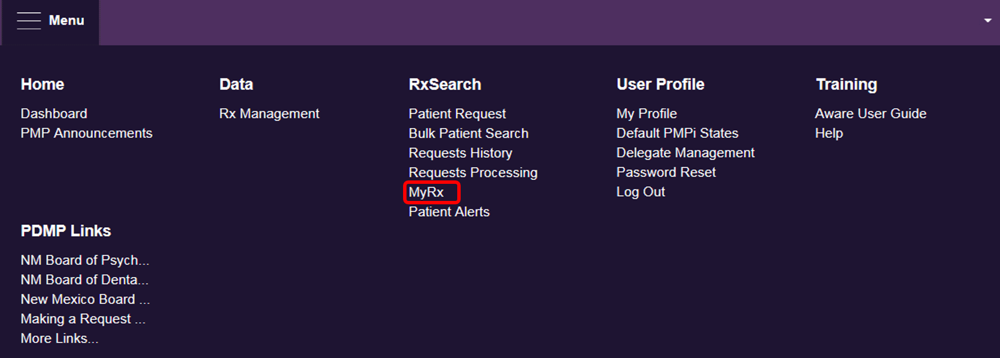 Menu
Home
Dashboard
PMP Announcements
Data
Rx Management
RxSearch
Patient Request
Bulk Patient Search
Requests History
Requests Processing
MyRx
Patient Alerts
User Profile
My Profile
Default PMPi States
Delegate Management
Password Reset
Log Out
Training
Aware User Guide
Help
PDMP Links
NM Board of Psych...
NM Board of Denta...
New Mexico Board ...
Making a Request ...
More Links...